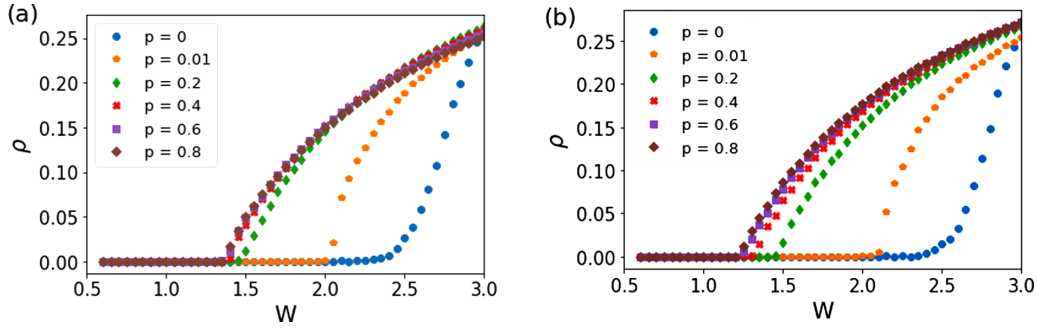 (a)
ρ
0.25
0.20
0.15
0.10
0.05
0.00
p = 0
p = 0.01
p = 0.2
p = 0.4
p = 0.6
p = 0.8
0.5 1.0 1.5 2.0 2.5 3.0
W
(b)
ρ
0.25
0.20
0.15
0.10
0.05
0.00
p = 0
p = 0.01
p = 0.2
p = 0.4
p = 0.6
p = 0.8
0.5 1.0 1.5 2.0 2.5 3.0
W